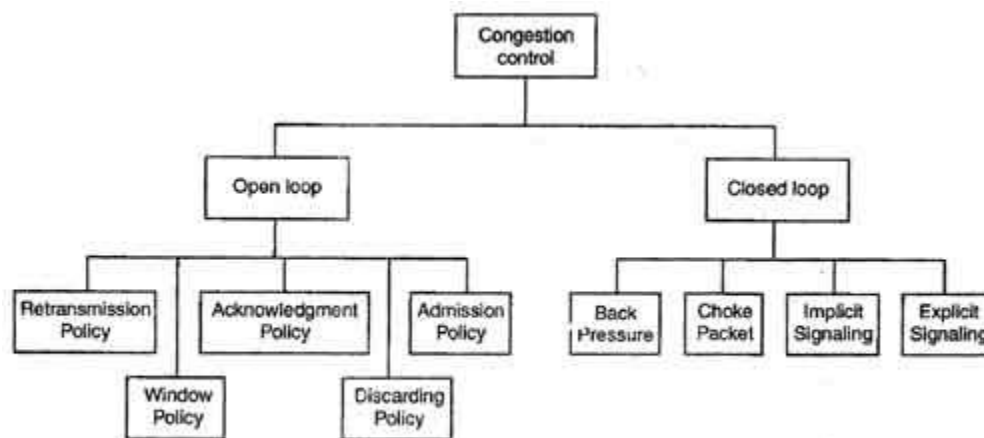 Congestion
control
Open loop
Closed loop
Retransmission
Policy
Acknowledgment
Policy
Admission
Policy
Back
Pressure
Choke
Packet
Implicit
Signaling
Explicit
Signaling
Window
Policy
Discarding
Policy